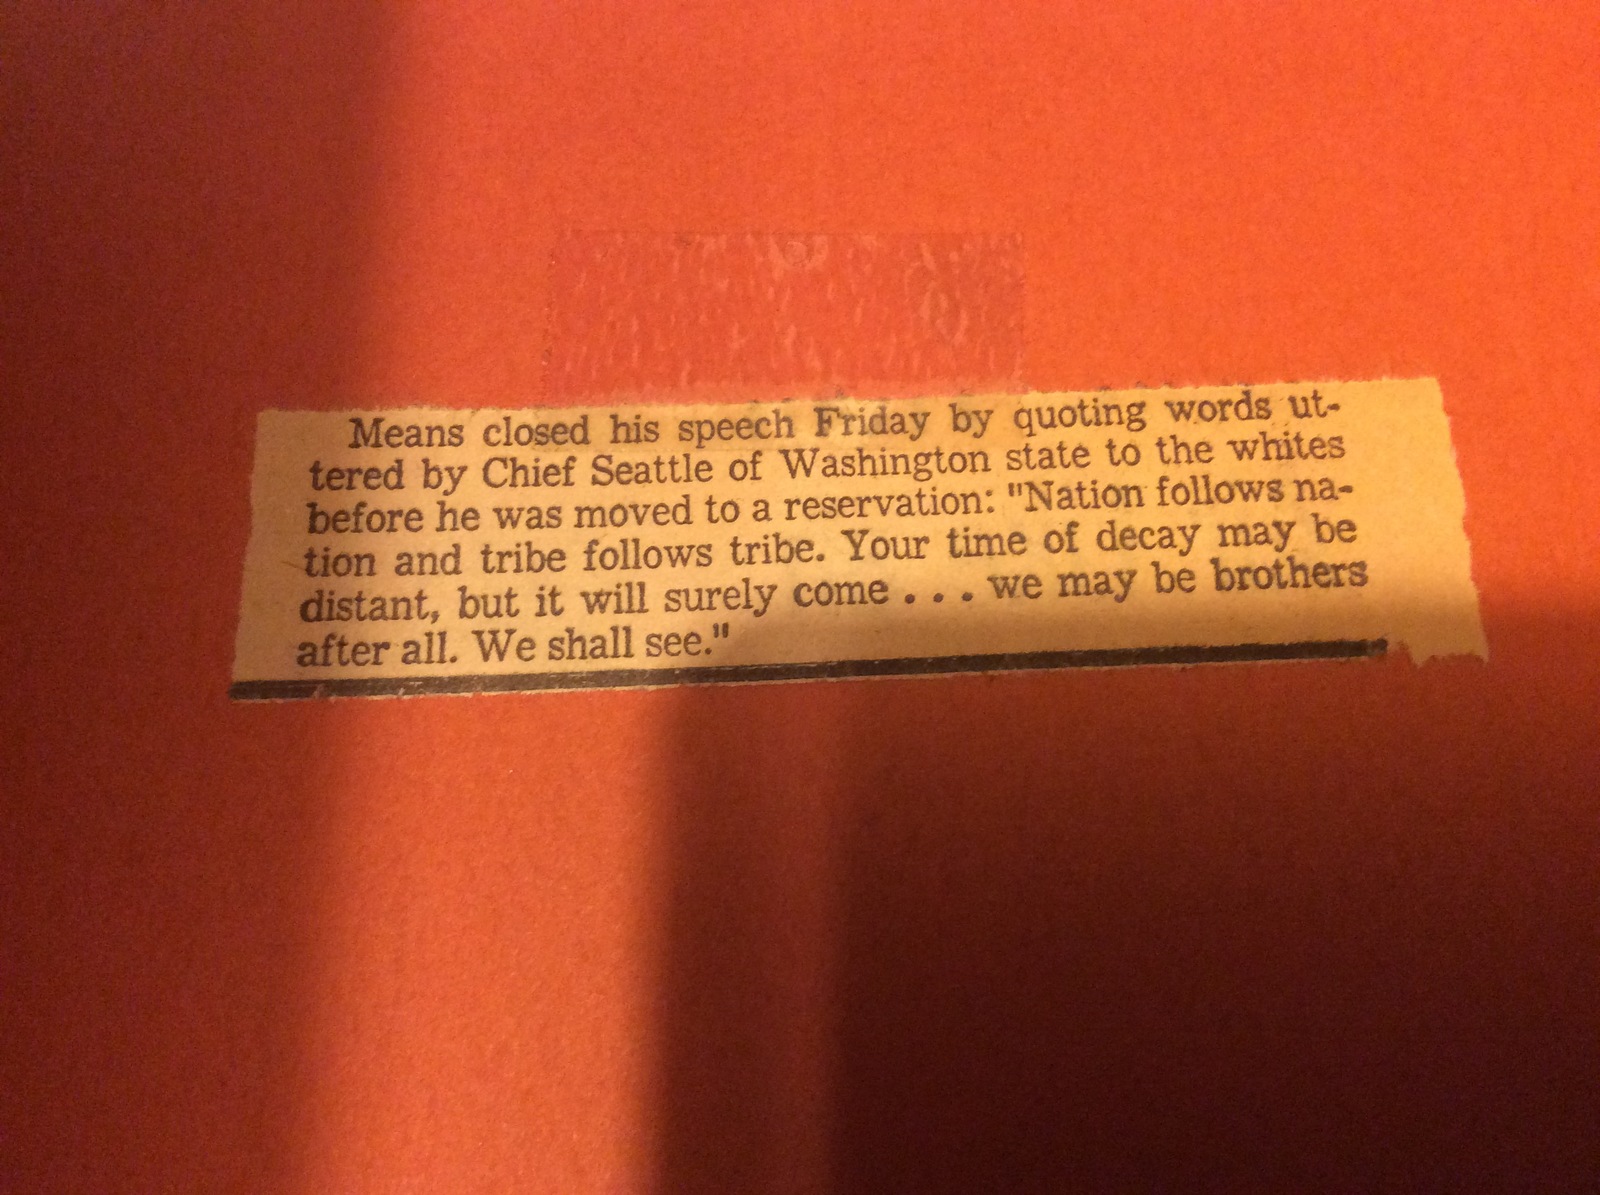 Means closed his speech Friday by quoting words ut-
tered by Chief Seattle of Washington state to the whites
before he was moved to a reservation: "Nation follows na-
tion and tribe follows tribe. Your time of decay may be
distant, but it will surely come . . . we may be brothers
after all. We shall see."